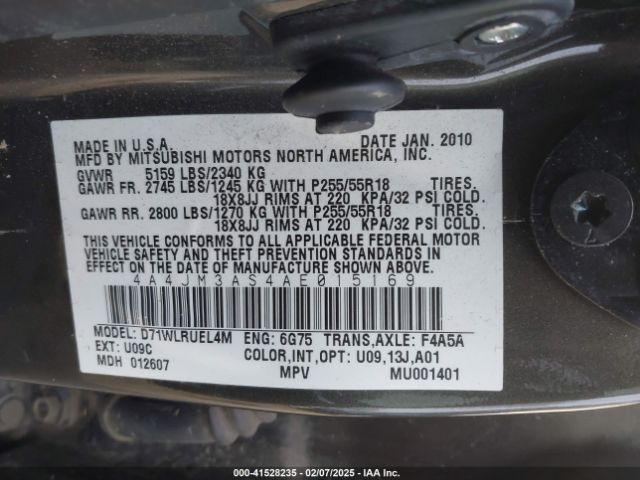 MADE IN U.S.A. DATE JAN. 2010
MFD BY MITSUBISHI MOTORS NORTH AMERICA, INC.
GVWR 5159 LBS/2340 KG
GAWR FR. 2745 LBS/1245 KG WITH P255/55R18 TIRES.
18X8JJ RIMS AT 220 KPA/32 PSI COLD.
GAWR RR. 2800 LBS/1270 KG WITH P255/55R18 TIRES.
18X8JJ RIMS AT 220 KPA/32 PSI COLD.
THIS VEHICLE CONFORMS TO ALL APPLICABLE FEDERAL MOTOR
VEHICLE SAFETY AND THEFT PREVENTION STANDARDS IN
EFFECT ON THE DATE OF MANUFACTURE SHOWN ABOVE.
4A4JM3AS4AE015169
MODEL: D71WLRUEL4M ENG: 6G75 TRANS,AXLE: F4A5A
EXT: U09C COLOR,INT,OPT: U09,13J,A01
MDH 012607 MPV MU001401
000-41528235 - 02/07/2025 - IAA Inc.